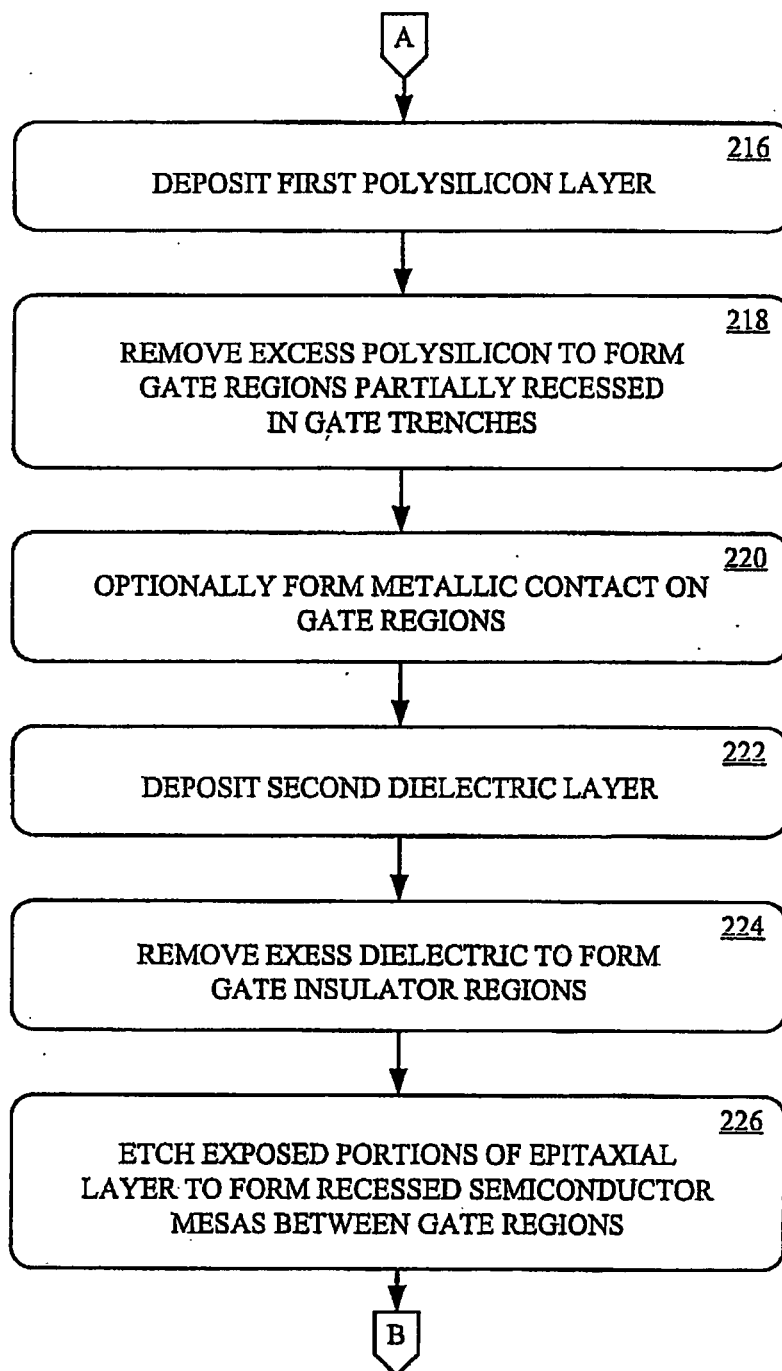 A
216
DEPOSIT FIRST POLYSILICON LAYER
218
REMOVE EXCESS POLYSILICON TO FORM
GATE REGIONS PARTIALLY RECESSED
IN GATE TRENCHES
220
OPTIONALLY FORM METALLIC CONTACT ON
GATE REGIONS
222
DEPOSIT SECOND DIELECTRIC LAYER
224
REMOVE EXESS DIELECTRIC TO FORM
GATE INSULATOR REGIONS
226
ETCH EXPOSED PORTIONS OF EPITAXIAL
LAYER TO FORM RECESSED SEMICONDUCTOR
MESAS BETWEEN GATE REGIONS
B